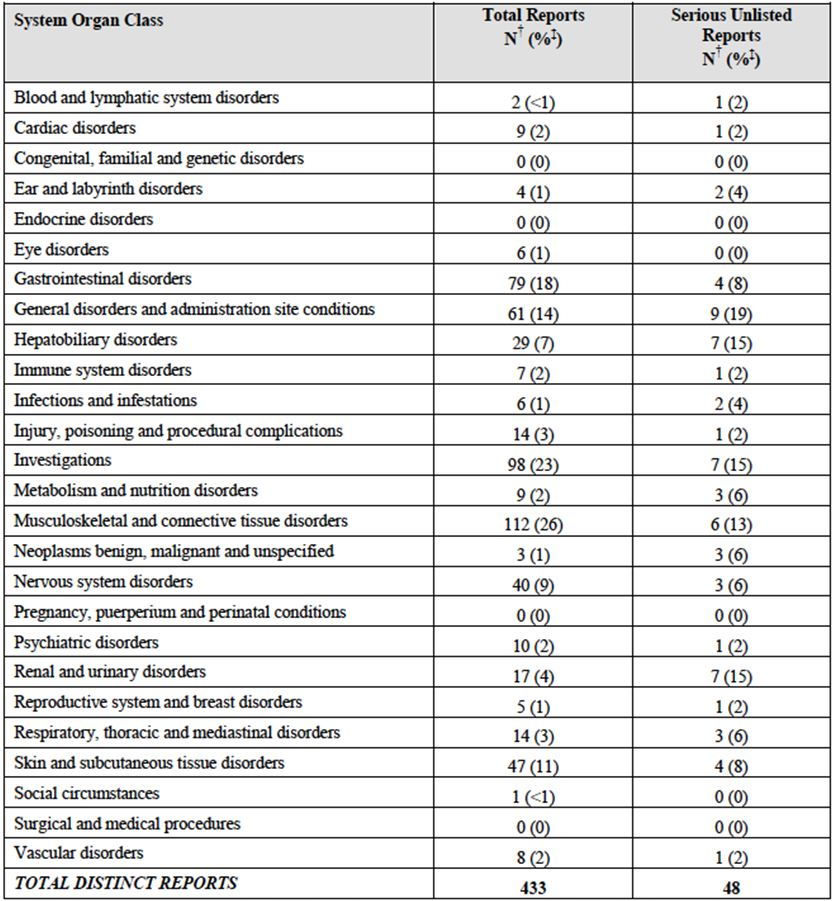 System Organ Class Total Reports Serious Unlisted
N† (%‡) Reports
N† (%‡)
Blood and lymphatic system disorders 2 (<1) 1 (2)
Cardiac disorders 9 (2) 1 (2)
Congenital, familial and genetic disorders 0 (0) 0 (0)
Ear and labyrinth disorders 4 (1) 2 (4)
Endocrine disorders 0 (0) 0 (0)
Eye disorders 6 (1) 0 (0)
Gastrointestinal disorders 79 (18) 4 (8)
General disorders and administration site conditions 61 (14) 9 (19)
Hepatobiliary disorders 29 (7) 7 (15)
Immune system disorders 7 (2) 1 (2)
Infections and infestations 6 (1) 2 (4)
Injury, poisoning and procedural complications 14 (3) 1 (2)
Investigations 98 (23) 7 (15)
Metabolism and nutrition disorders 9 (2) 3 (6)
Musculoskeletal and connective tissue disorders 112 (26) 6 (13)
Neoplasms benign, malignant and unspecified 3 (1) 3 (6)
Nervous system disorders 40 (9) 3 (6)
Pregnancy, puerperium and perinatal conditions 0 (0) 0 (0)
Psychiatric disorders 10 (2) 1 (2)
Renal and urinary disorders 17 (4) 7 (15)
Reproductive system and breast disorders 5 (1) 1 (2)
Respiratory, thoracic and mediastinal disorders 14 (3) 3 (6)
Skin and subcutaneous tissue disorders 47 (11) 4 (8)
Social circumstances 1 (<1) 0 (0)
Surgical and medical procedures 0 (0) 0 (0)
Vascular disorders 8 (2) 1 (2)
TOTAL DISTINCT REPORTS 433 48